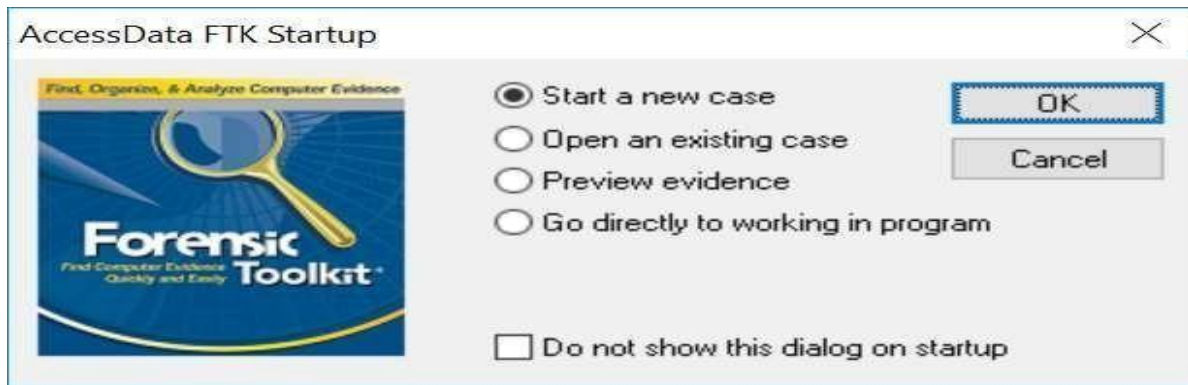 AccessData FTK Startup
Find, Organize, & Analyze Computer Evidence
Forensic
Toolkit
Find Computer Evidence
Quickly and Easily
Start a new case
Open an existing case
Preview evidence
Go directly to working in program
Do not show this dialog on startup
OK
Cancel